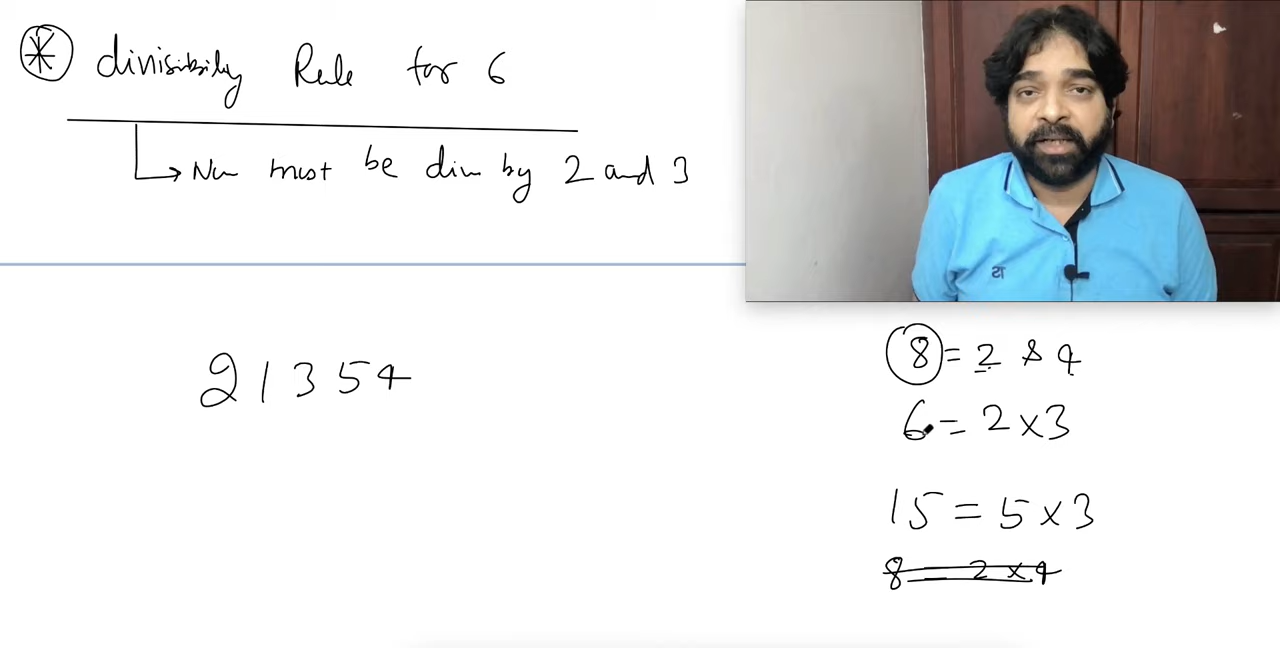 * divisibility Rule for 6
→ Nu must be div by 2 and 3
21354
8 = 2 & 4
6 = 2 x 3
15 = 5 x 3
8 = 2 x 4